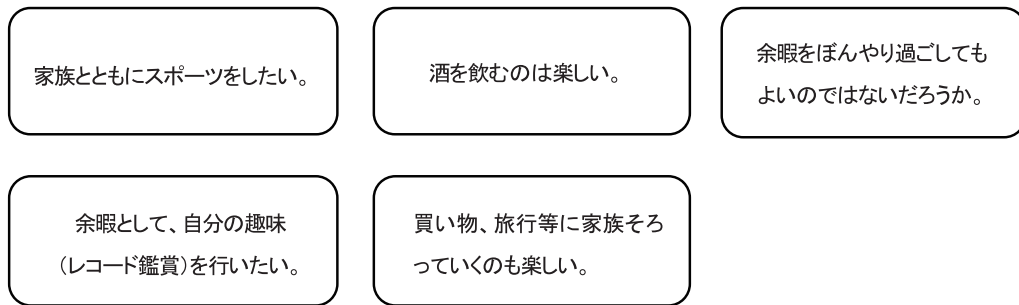 家族とともにスポーツをしたい。
酒を飲むのは楽しい。
余暇をぼんやり過ごしても
よいのではないだろうか。
余暇として、自分の趣味
（レコード鑑賞）を行いたい。
買い物、旅行等に家族そろ
っていくのも楽しい。